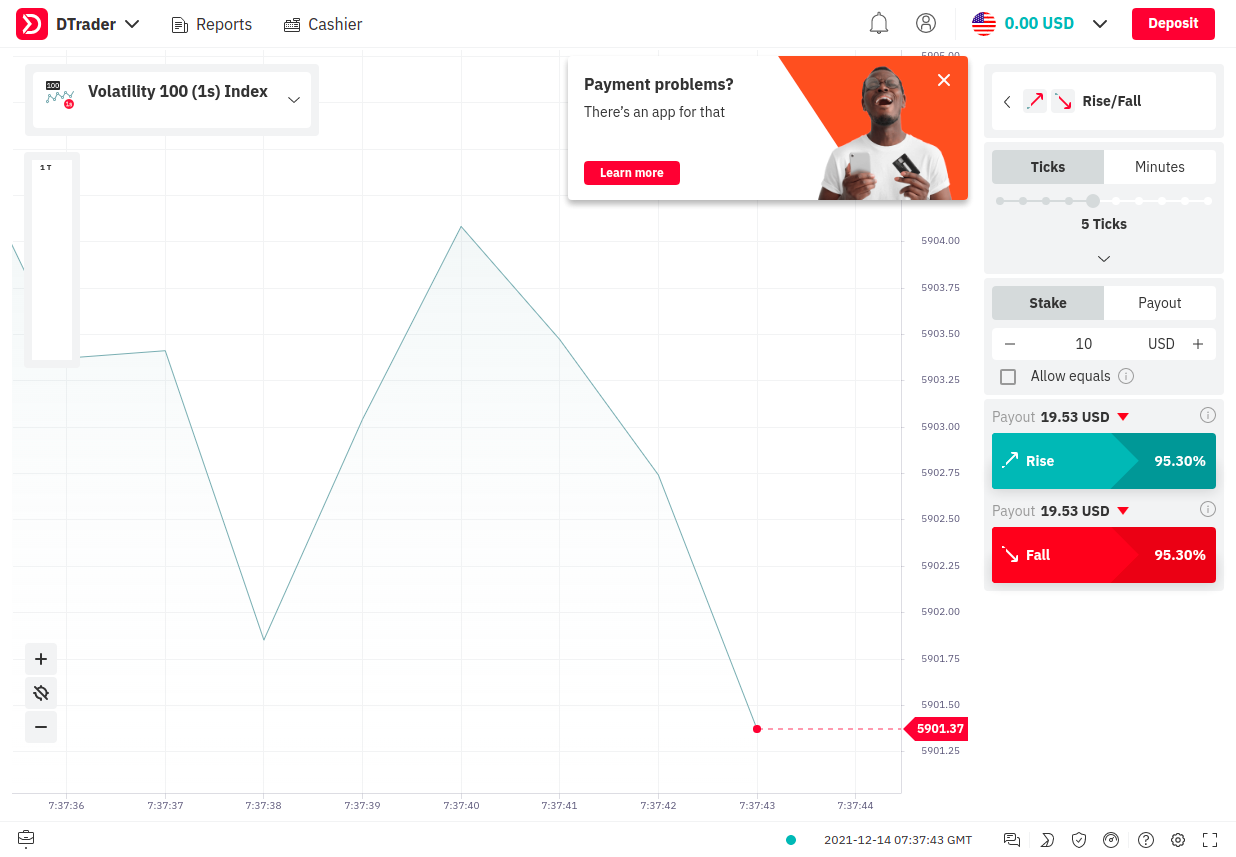 DTrader
Reports
Cashier
0.00 USD
Deposit
100
1s
Volatility 100 (1s) Index
1 T
Payment problems?
There's an app for that
Learn more
Rise/Fall
Ticks
Minutes
5 Ticks
Stake
Payout
10
USD
Allow equals
Payout 19.53 USD
Rise
95.30%
Payout 19.53 USD
Fall
95.30%
5905.00
5904.00
5903.75
5903.50
5903.25
5903.00
5902.75
5902.50
5902.25
5902.00
5901.75
5901.50
5901.37
5901.25
7:37:36
7:37:37
7:37:38
7:37:39
7:37:40
7:37:41
7:37:42
7:37:43
7:37:44
2021-12-14 07:37:43 GMT